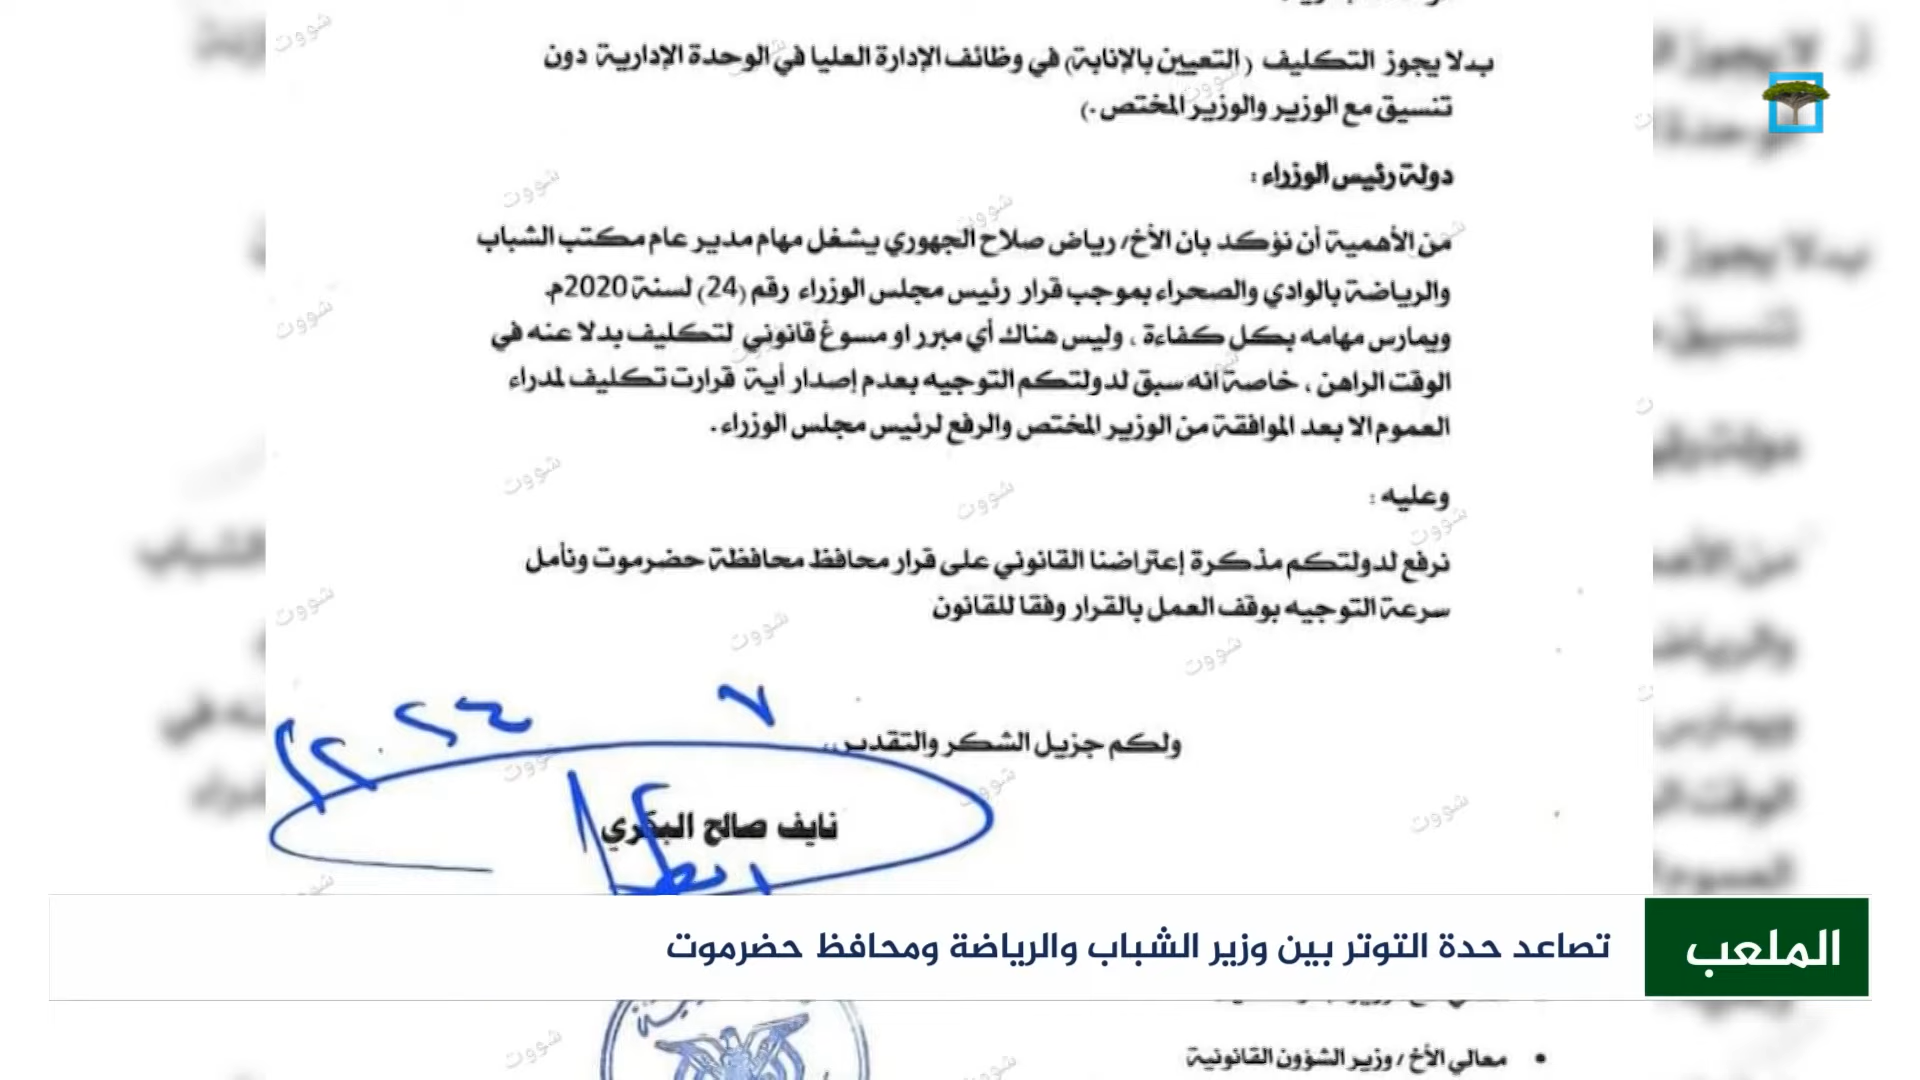 ب.لا يجوز التكليف (التعيين بالإنابة) في وظائف الإدارة العليا في الوحدة الإدارية دون
تنسيق مع الوزير والوزير المختص .)
دولة رئيس الوزراء :
من الأهمية أن نؤكد بان الأخ/ رياض صلاح الجهوري يشغل مهام مدير عام مكتب الشباب
والرياضة بالوادي والصحراء بموجب قرار رئيس مجلس الوزراء رقم (24) لسنة 2020م.
ويمارس مهامه بكل كفاءة ، وليس هناك أي مبرر او مسوغ قانوني لتكليف بدلا عنه في
الوقت الراهن ، خاصة انه سبق لدولتكم التوجيه بعدم إصدار أية قرارت تكليف لمدراء
العموم الا بعد الموافقة من الوزير المختص والرفع لرئيس مجلس الوزراء .
وعليه :
نرفع لدولتكم مذكرة إعتراضنا القانوني على قرار محافظ محافظة حضرموت ونأمل
سرعة التوجيه بوقف العمل بالقرار وفقا للقانون
ولكم جزيل الشكر والتقدير،،
نايف صالح البكري
الملعب
تصاعد حدة التوتر بين وزير الشباب والرياضة ومحافظ حضرموت
• معالي الأخ / وزير الشؤون القانونية
شووت